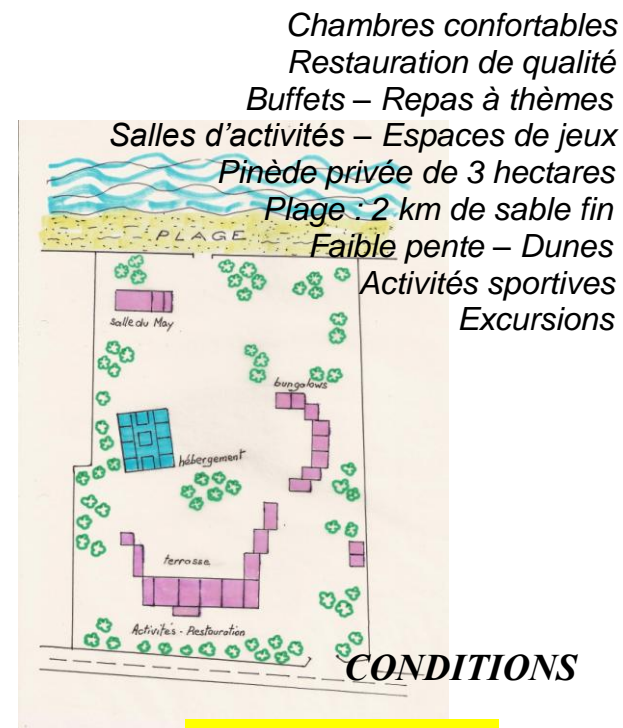 Chambres confortables
Restauration de qualité
Buffets – Repas à thèmes
Salles d'activités – Espaces de jeux
Pinède privée de 3 hectares
Plage : 2 km de sable fin
PLAGE
Faible pente – Dunes
Activités sportives
Excursions
salle du May
bungalows
hébergement
terrasse
Activités - Restauration
CONDITIONS